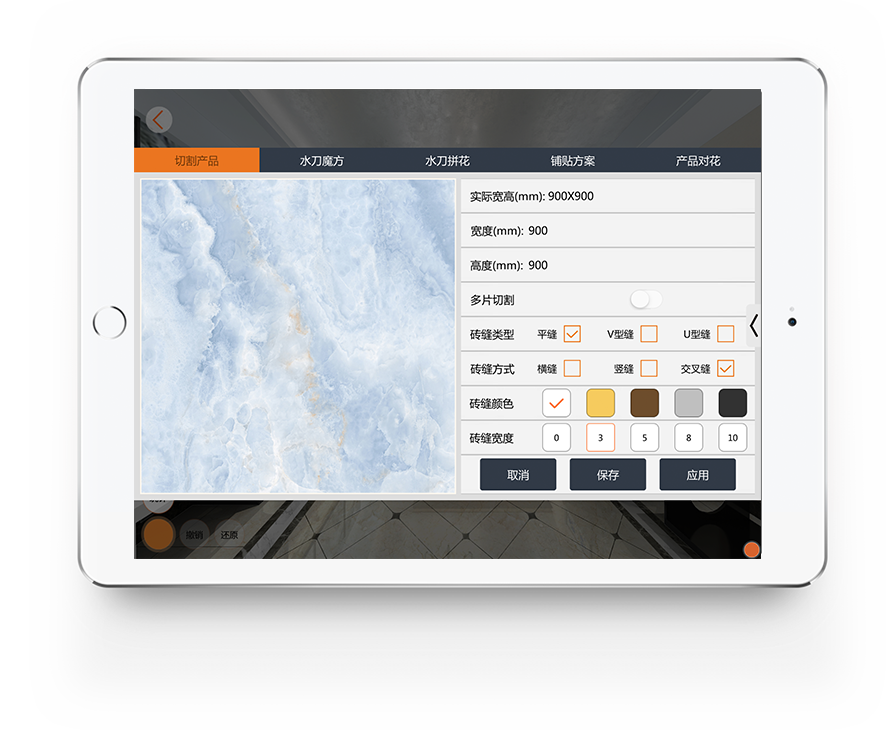 切割产品 水刀魔方 水刀拼花 铺贴方案 产品对花
实际宽高(mm): 900X900
宽度(mm): 900
高度(mm): 900
多片切割
砖缝类型 平缝 V型缝 U型缝
砖缝方式 横缝 竖缝 交叉缝
砖缝颜色
砖缝宽度 0 3 5 8 10
取消 保存 应用
撤销 还原